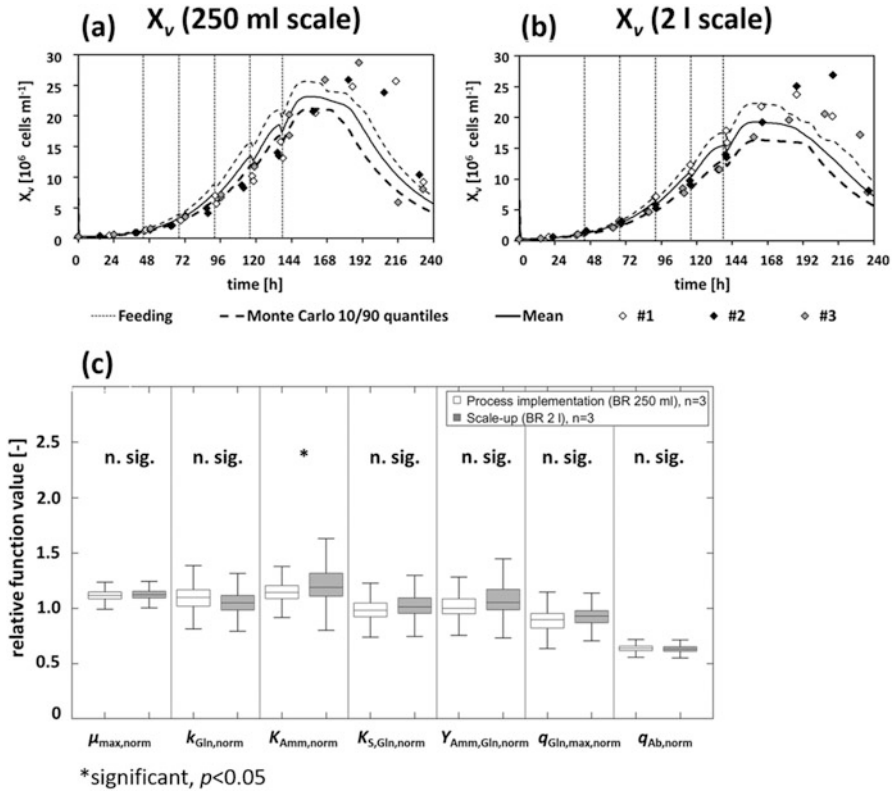 (a) X𝑣 (250 ml scale)
X𝑣 [10⁶ cells ml⁻¹]
30
25
20
15
10
5
0
0 24 48 72 96 120 144 168 192 216 240
time [h]
(b) X𝑣 (2 l scale)
X𝑣 [10⁶ cells ml⁻¹]
30
25
20
15
10
5
0
0 24 48 72 96 120 144 168 192 216 240
time [h]
Feeding Monte Carlo 10/90 quantiles Mean #1 #2 #3
(c)
Process implementation (BR 250 ml), n=3
Scale-up (BR 2 l), n=3
relative function value [-]
2.5
2.0
1.5
1.0
0.5
0
n. sig. n. sig. * n. sig. n. sig. n. sig. n. sig.
μmax,norm kGln,norm KAmm,norm KS,Gln,norm YAmm,Gln,norm qGln,max,norm qAb,norm
*significant, p<0.05